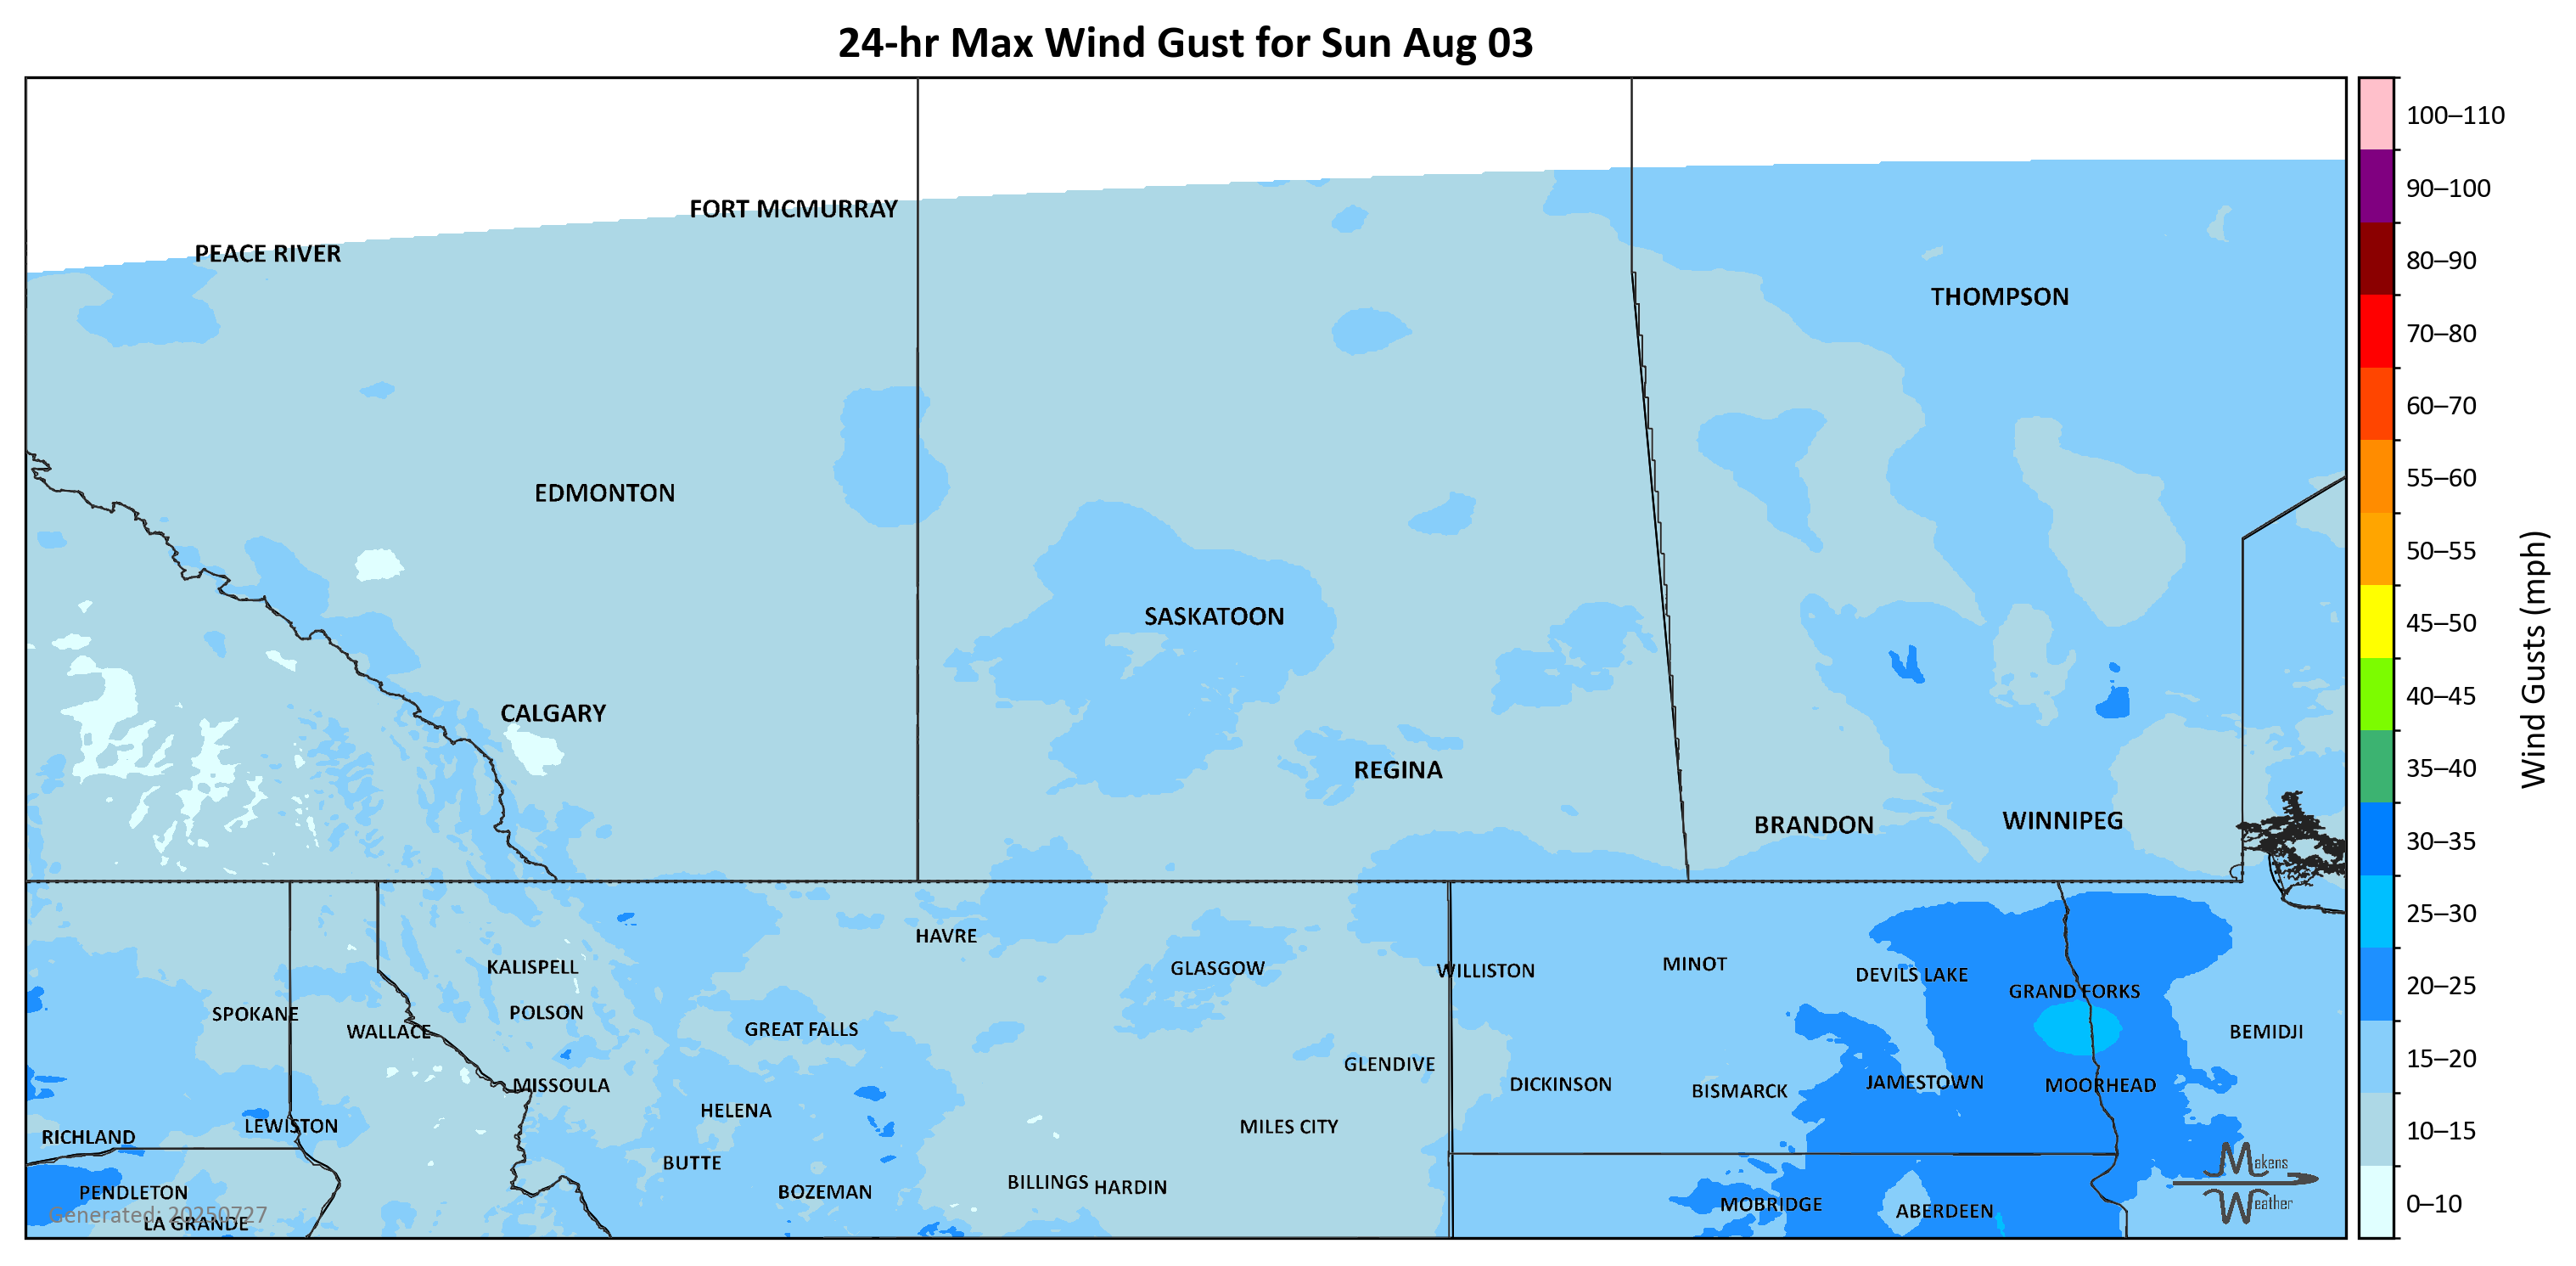 24-hr Max Wind Gust for Sun Aug 03
FORT MCMURRAY
PEACE RIVER
THOMPSON
EDMONTON
SASKATOON
CALGARY
REGINA
BRANDON
WINNIPEG
HAVRE
KALISPELL
GLASGOW
WILLISTON
MINOT
DEVILS LAKE
GRAND FORKS
SPOKANE
POLSON
WALLACE
GREAT FALLS
BEMIDJI
GLENDIVE
MISSOULA
DICKINSON
BISMARCK
JAMESTOWN
MOORHEAD
HELENA
LEWISTON
RICHLAND
MILES CITY
BUTTE
PENDLETON
BOZEMAN
BILLINGS
HARDIN
MOBRIDGE
ABERDEEN
LA GRANDE
Generated: 20250727
Makens
Weather
100–110
90–100
80–90
70–80
60–70
55–60
50–55
45–50
40–45
35–40
30–35
25–30
20–25
15–20
10–15
0–10
Wind Gusts (mph)